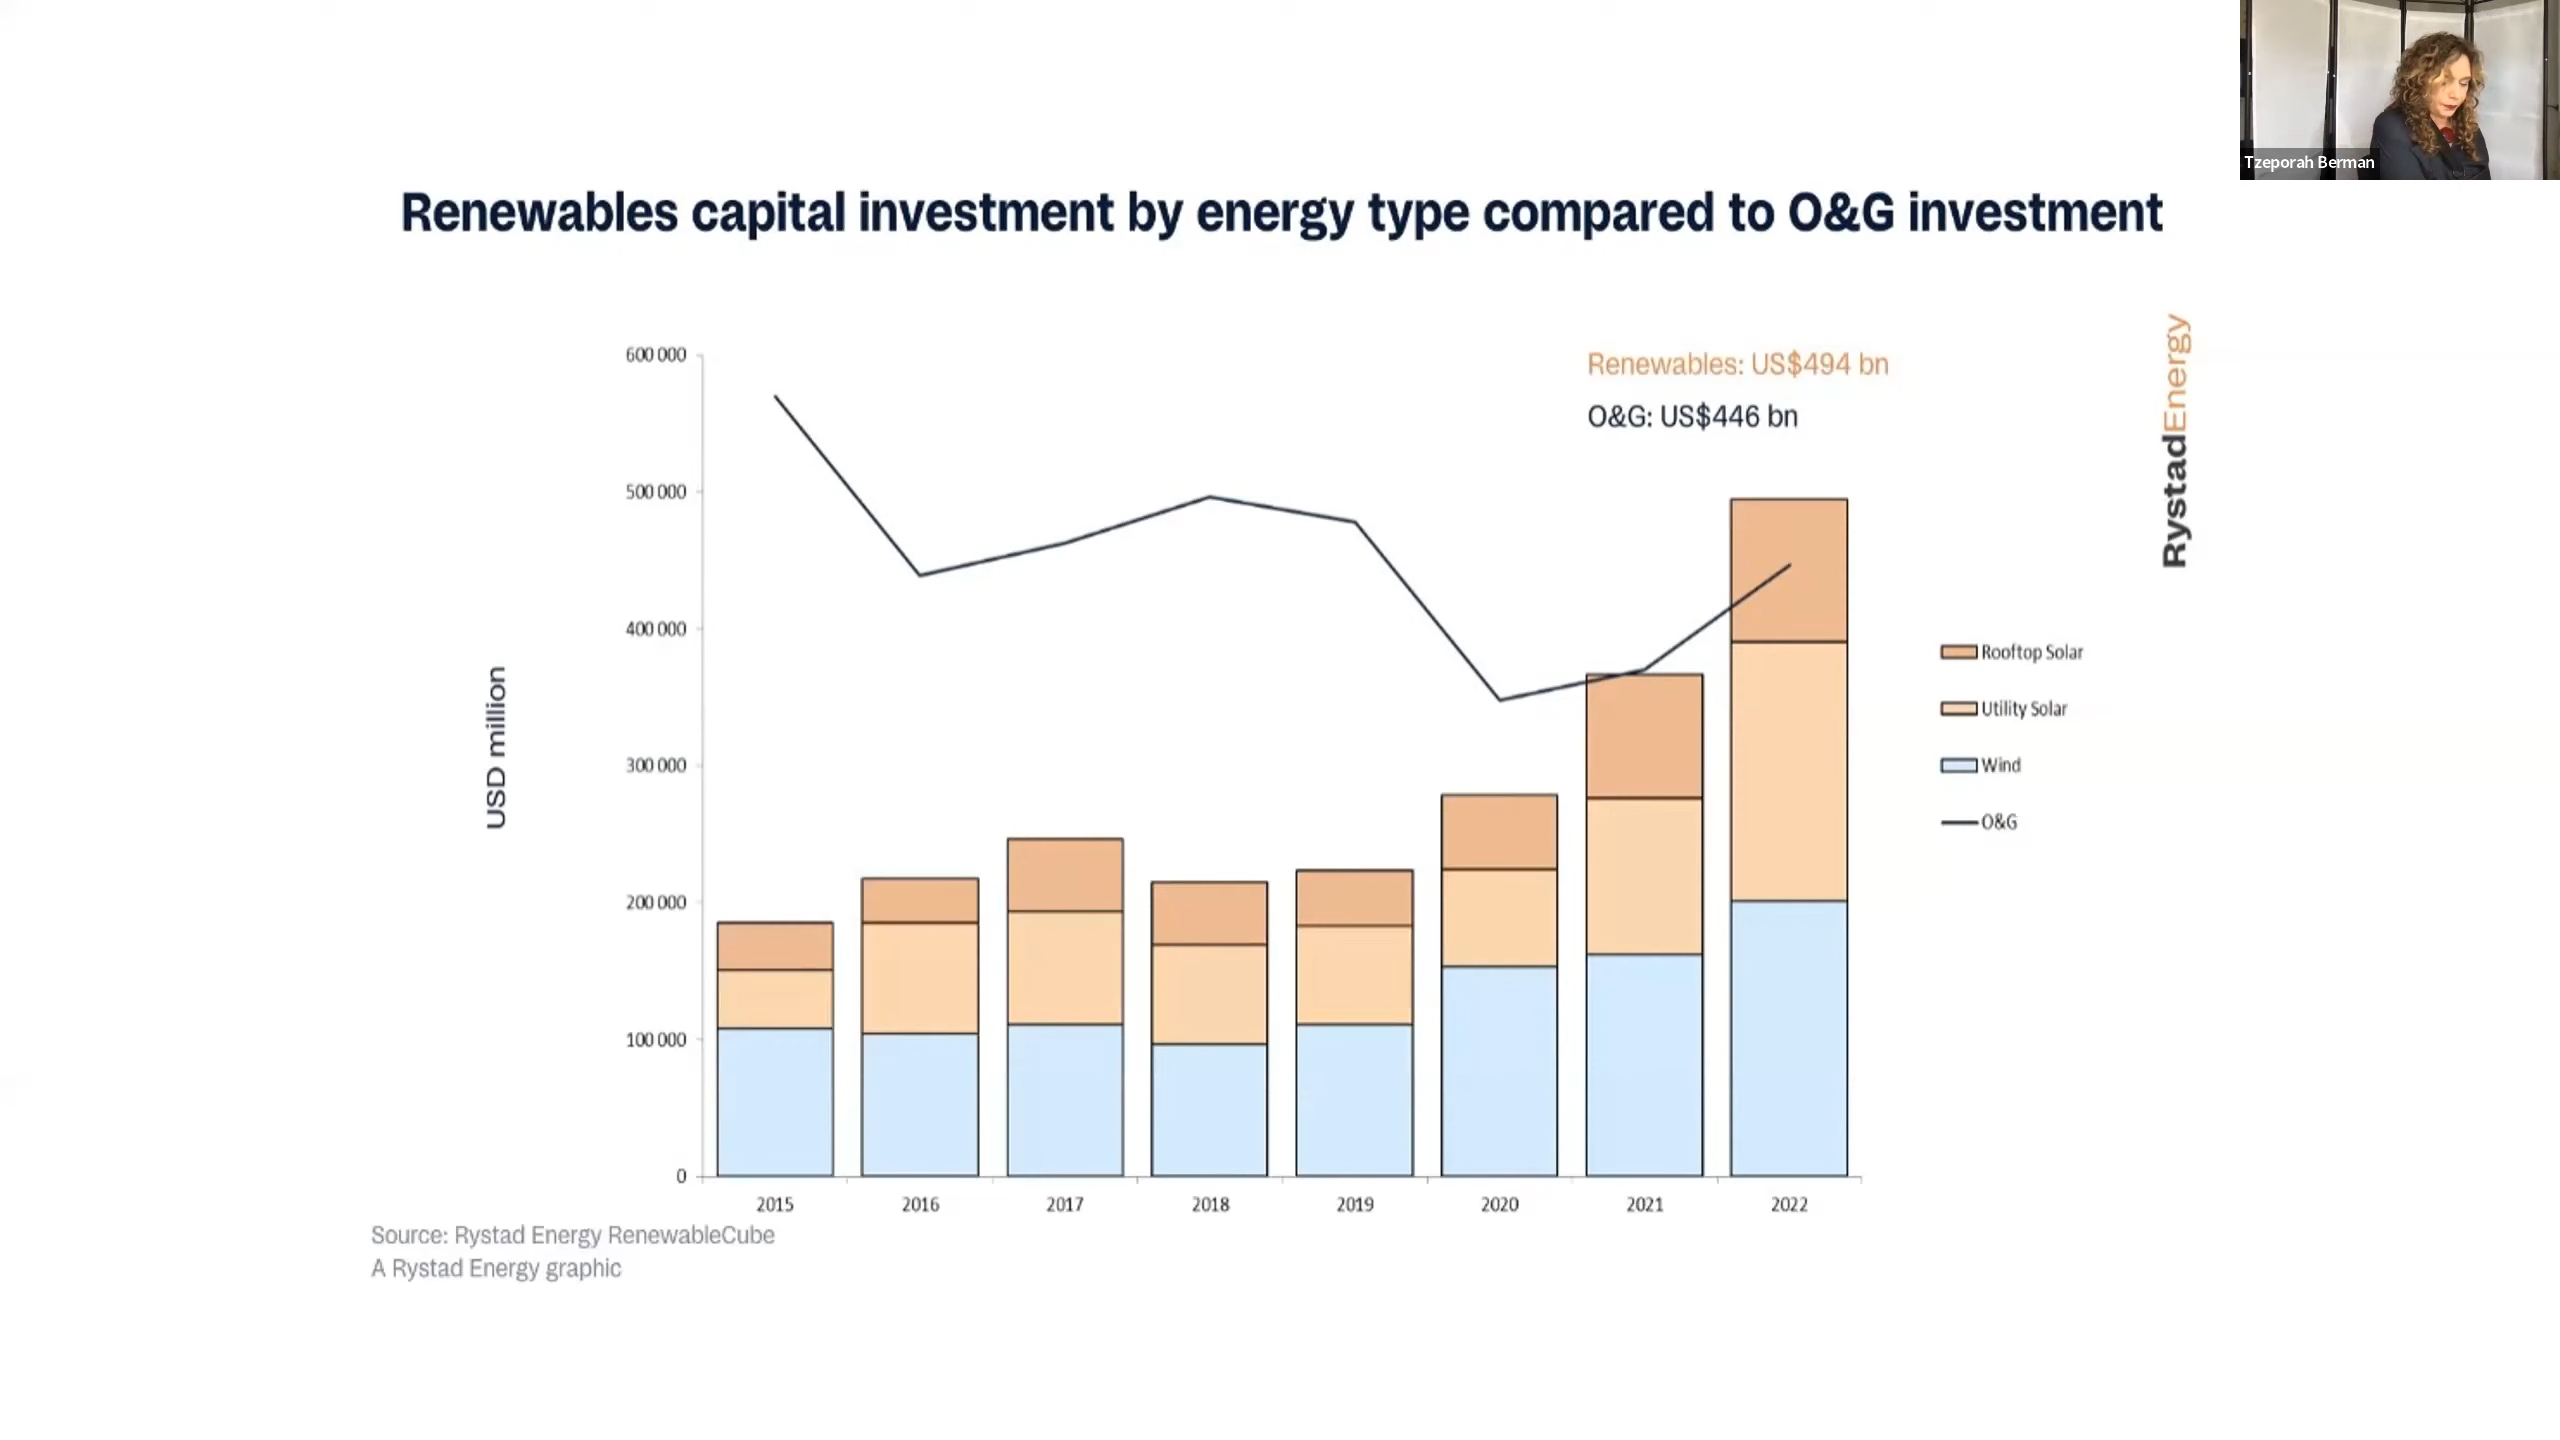 Tzeporah Berman
Renewables capital investment by energy type compared to O&G investment
RystadEnergy
Renewables: US$494 bn
O&G: US$446 bn
USD million
600 000
500 000
400 000
300 000
200 000
100 000
0
Rooftop Solar
Utility Solar
Wind
O&G
2015 2016 2017 2018 2019 2020 2021 2022
Source: Rystad Energy RenewableCube
A Rystad Energy graphic